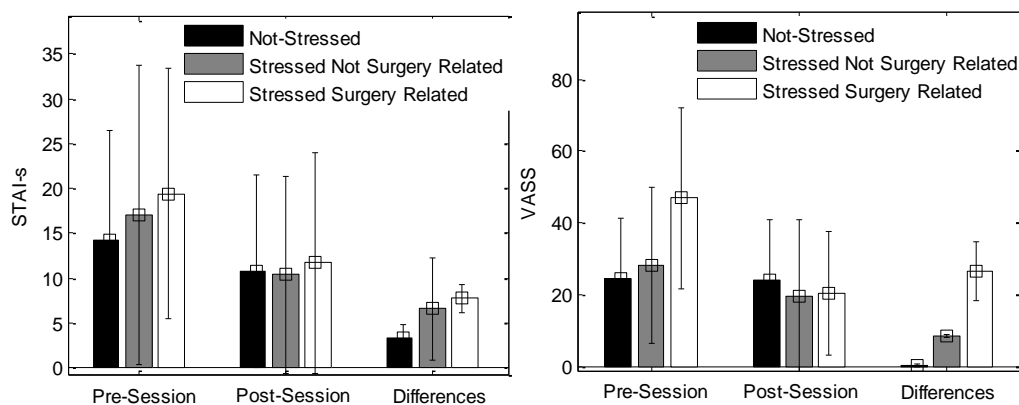 35
30
25
20
15
10
5
0
STAI-s
Not-Stressed
Stressed Not Surgery Related
Stressed Surgery Related
Pre-Session Post-Session Differences
80
60
40
20
0
VASS
Not-Stressed
Stressed Not Surgery Related
Stressed Surgery Related
Pre-Session Post-Session Differences